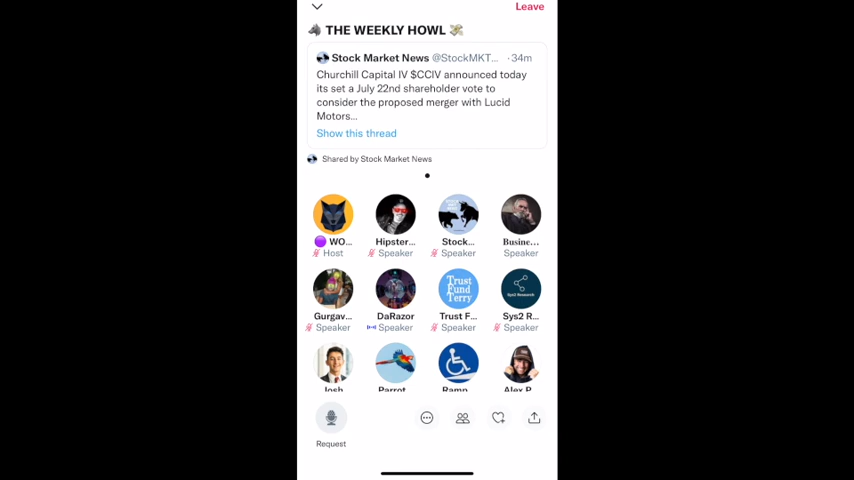 Leave
THE WEEKLY HOWL
Stock Market News @StockMKT... · 34m
Churchill Capital IV $CCIV announced today
its set a July 22nd shareholder vote to
consider the proposed merger with Lucid
Motors...
Show this thread
Shared by Stock Market News
WO... Hipster... Stock... Busine...
Host Speaker Speaker Speaker
Trust Fund Terry
Sys2 Research
Gurgav... DaRazor Trust F... Sys2 R...
Speaker Speaker Speaker Speaker
Josh Parrot Ramp Alex P
Request